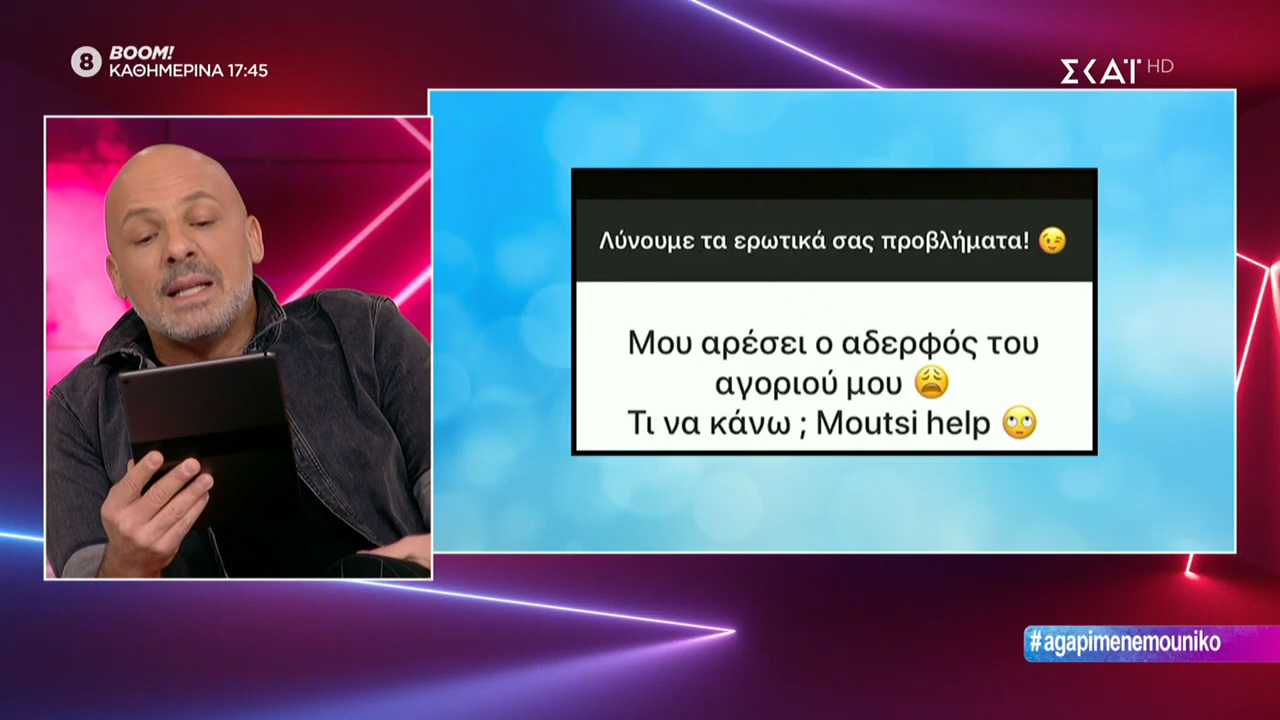 8 BOOM!
ΚΑΘΗΜΕΡΙΝΑ 17:45
ΣΚΑΪ HD
Λύνουμε τα ερωτικά σας προβλήματα! 😉
Μου αρέσει ο αδερφός του
αγοριού μου 😩
Τι να κάνω ; Moutsi help 🙄
#agapimenemouniko